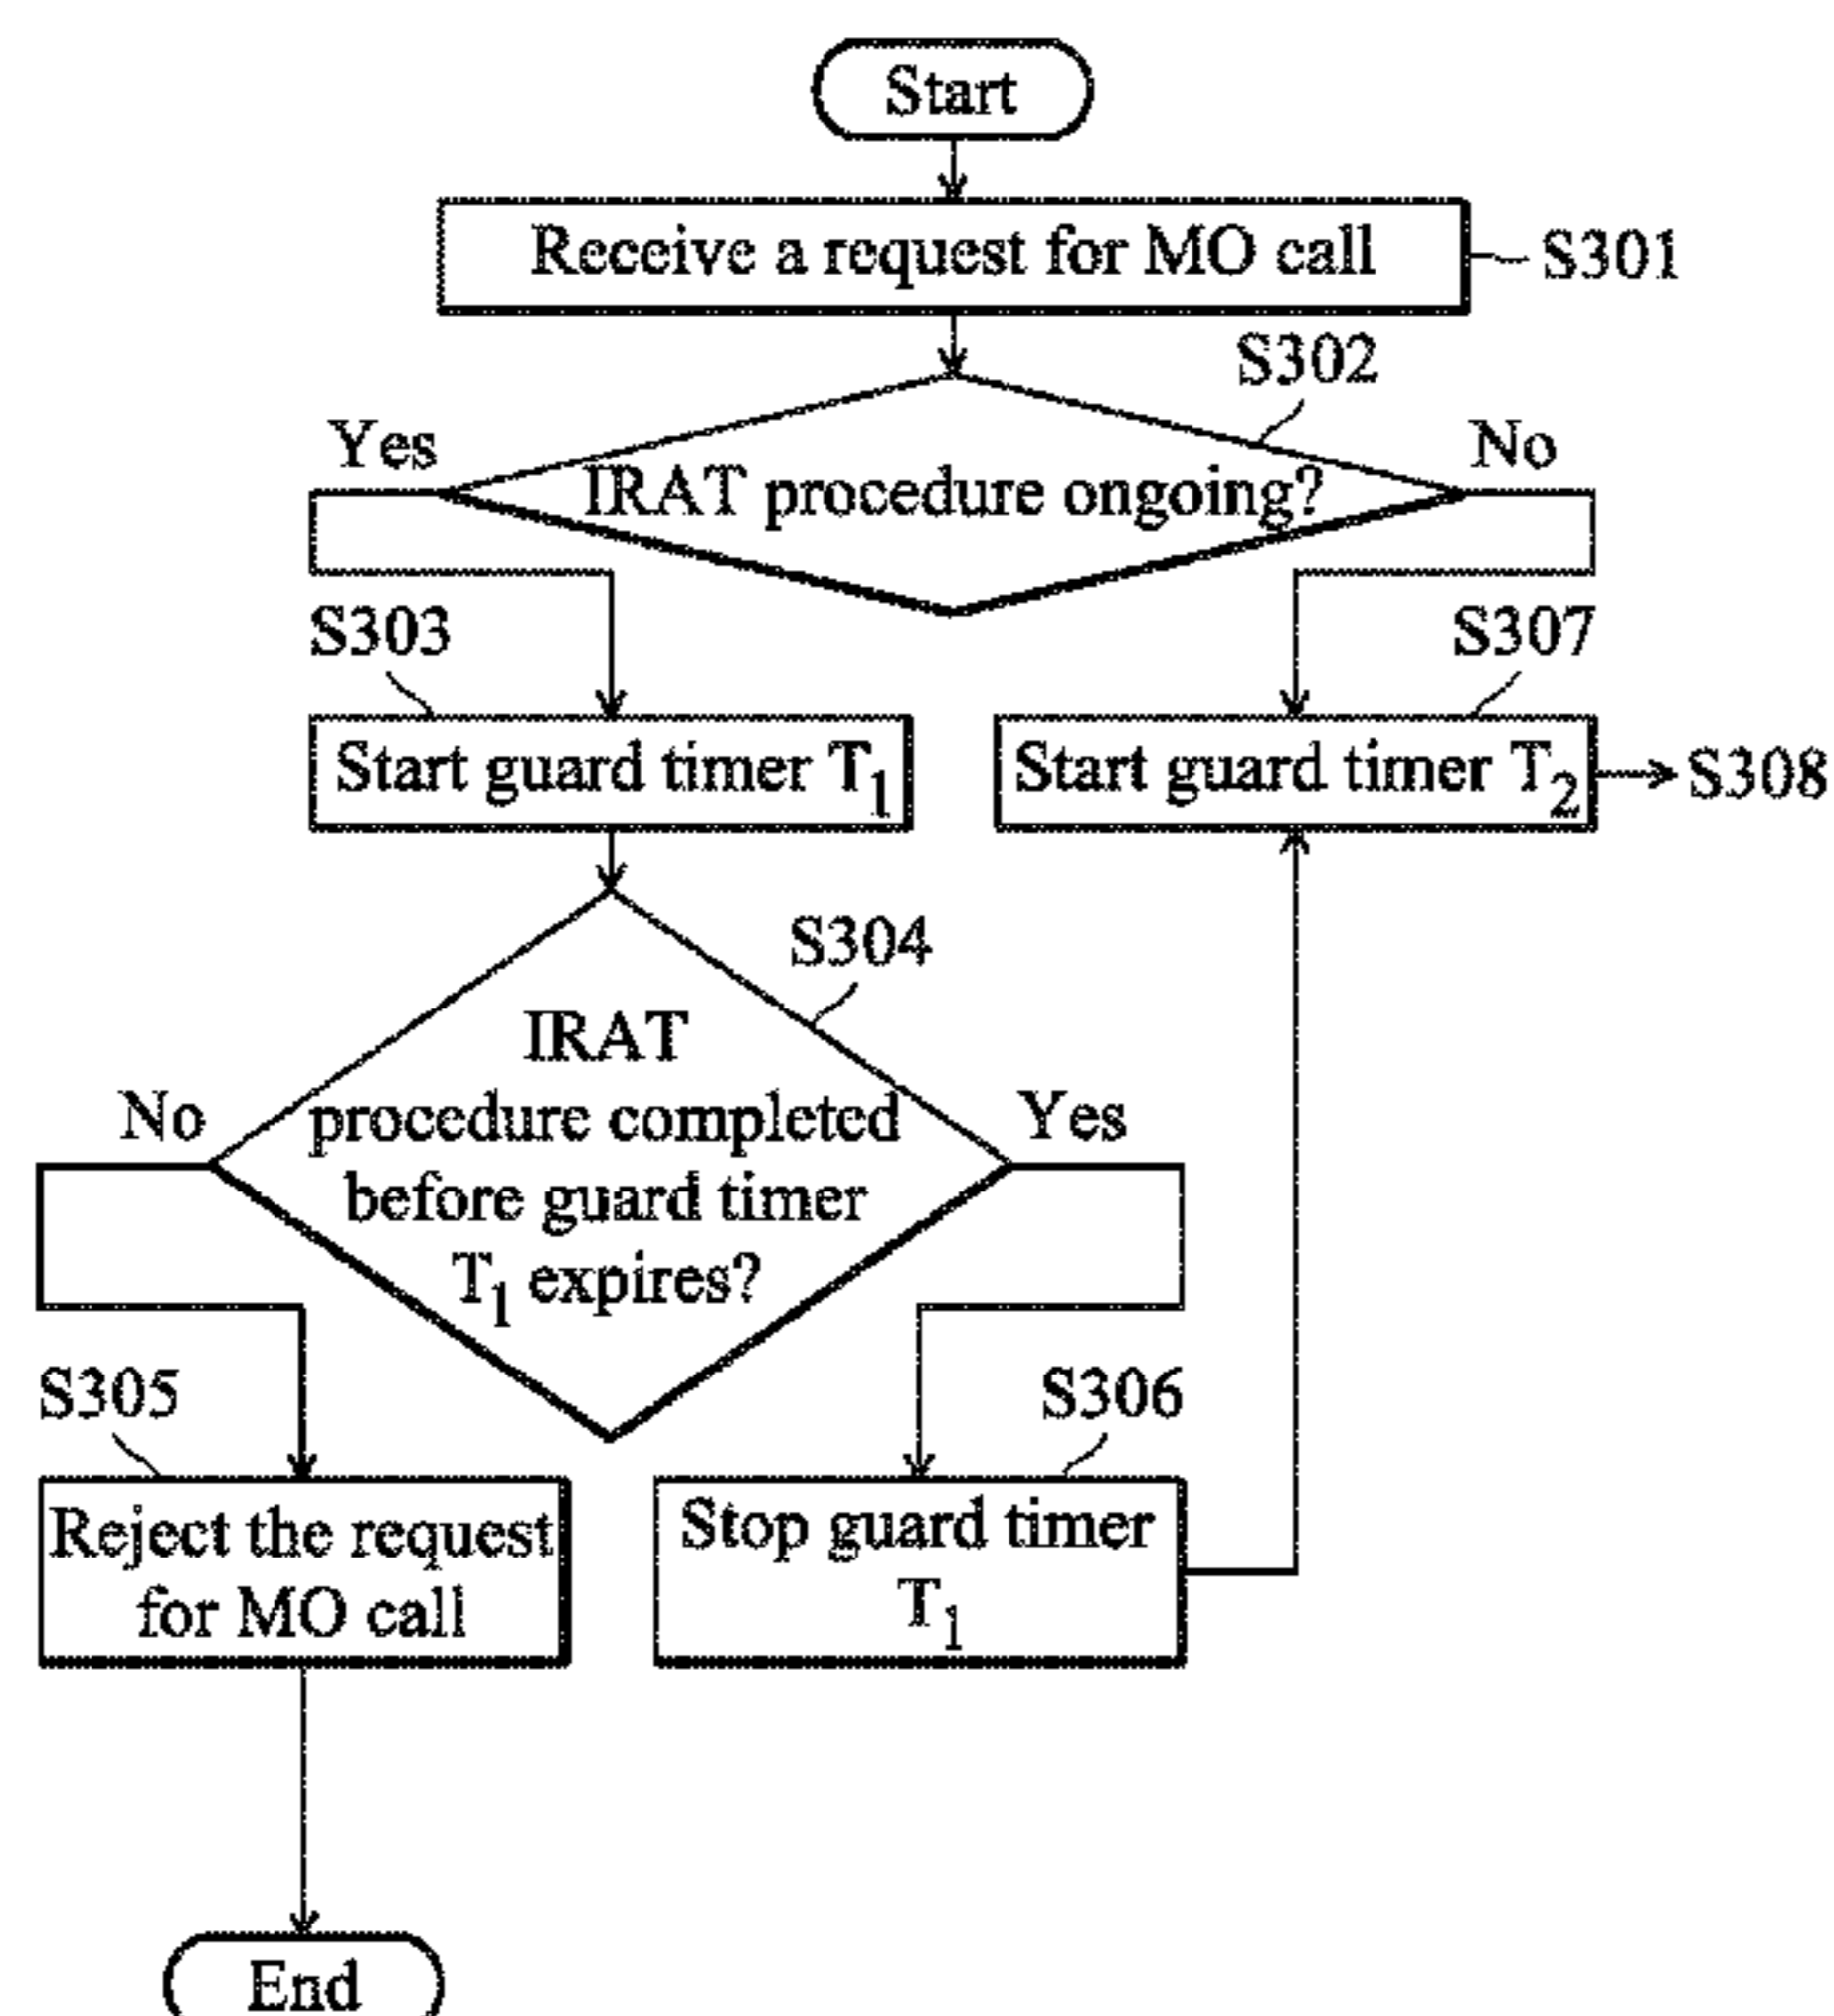 Start
Receive a request for MO call
S301
S302
Yes
No
IRAT procedure ongoing?
S303
S307
Start guard timer T1
Start guard timer T2
S308
S304
IRAT
procedure completed
before guard timer
T1 expires?
No
Yes
S305
S306
Reject the request
for MO call
Stop guard timer
T1
End